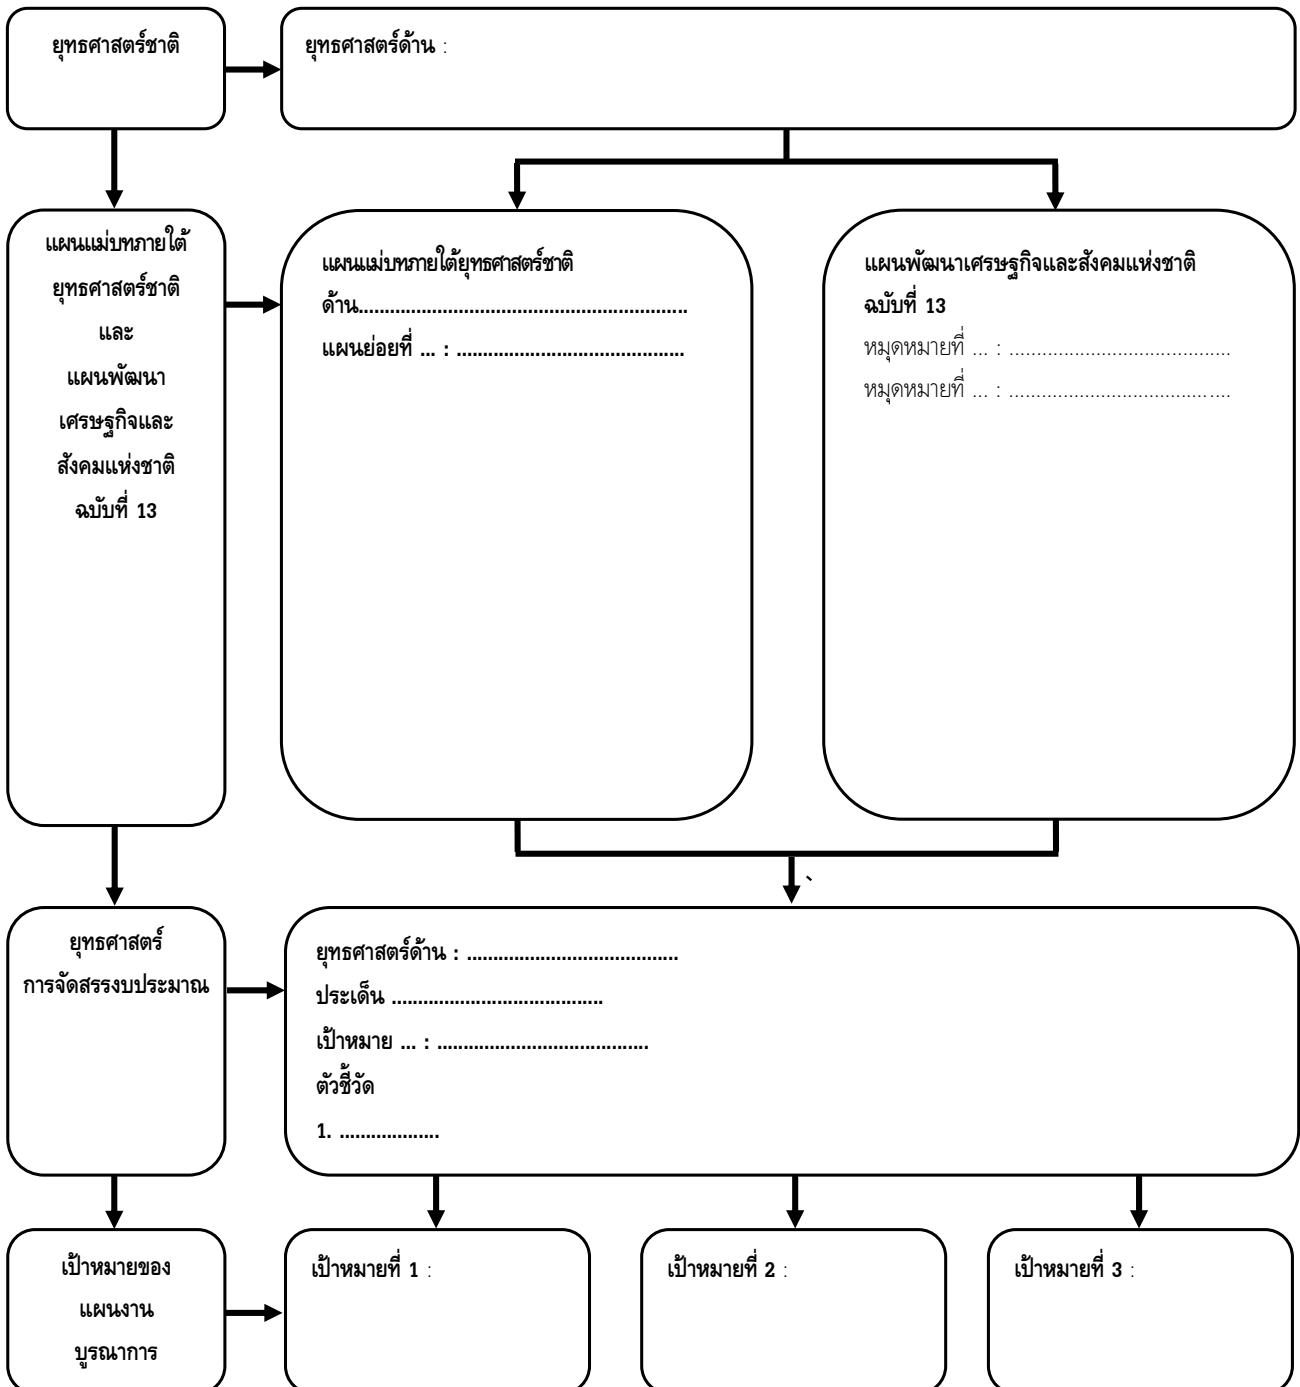 ยุทธศาสตร์ชาติ
ยุทธศาสตร์ด้าน :
แผนแม่บทภายใต้
ยุทธศาสตร์ชาติ
และ
แผนพัฒนา
เศรษฐกิจและ
สังคมแห่งชาติ
ฉบับที่ 13
แผนแม่บทภายใต้ยุทธศาสตร์ชาติ
ด้าน..............................................................
แผนย่อยที่ ... : ...........................................
แผนพัฒนาเศรษฐกิจและสังคมแห่งชาติ
ฉบับที่ 13
หมุดหมายที่ ... : ........................................
หมุดหมายที่ ... : ........................................
ยุทธศาสตร์
การจัดสรรงบประมาณ
ยุทธศาสตร์ด้าน : ........................................
ประเด็น ........................................
เป้าหมาย ... : ........................................
ตัวชี้วัด
1. ...................
เป้าหมายของ
แผนงาน
บูรณาการ
เป้าหมายที่ 1 :
เป้าหมายที่ 2 :
เป้าหมายที่ 3 :